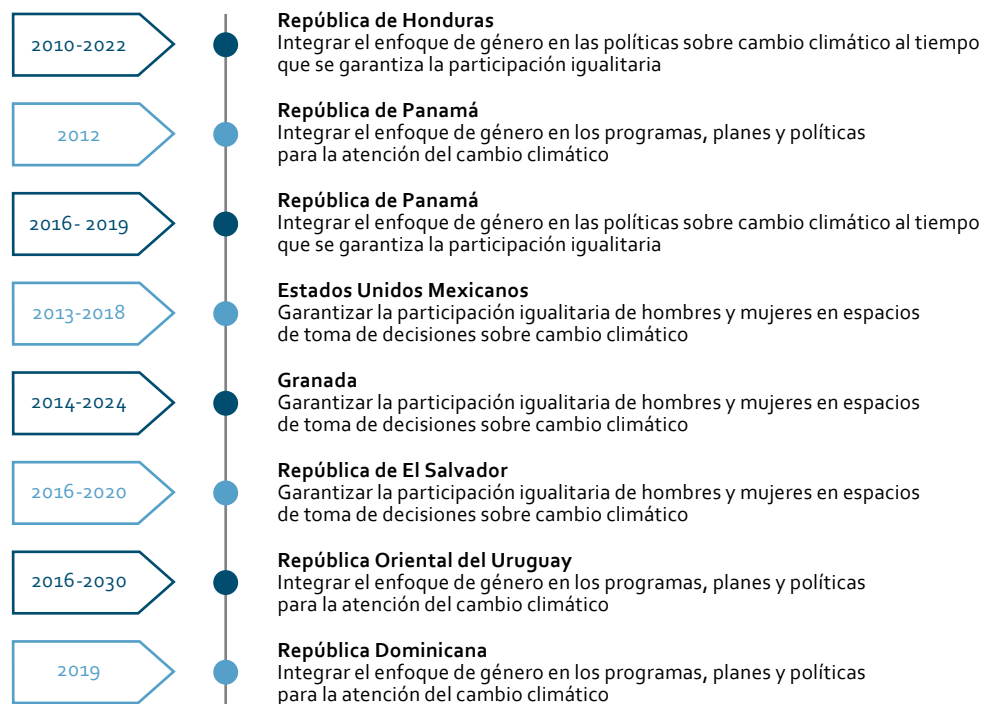 2010-2022
República de Honduras
Integrar el enfoque de género en las políticas sobre cambio climático al tiempo
que se garantiza la participación igualitaria
2012
República de Panamá
Integrar el enfoque de género en los programas, planes y políticas
para la atención del cambio climático
2016- 2019
República de Panamá
Integrar el enfoque de género en las políticas sobre cambio climático al tiempo
que se garantiza la participación igualitaria
2013-2018
Estados Unidos Mexicanos
Garantizar la participación igualitaria de hombres y mujeres en espacios
de toma de decisiones sobre cambio climático
2014-2024
Granada
Garantizar la participación igualitaria de hombres y mujeres en espacios
de toma de decisiones sobre cambio climático
2016-2020
República de El Salvador
Garantizar la participación igualitaria de hombres y mujeres en espacios
de toma de decisiones sobre cambio climático
2016-2030
República Oriental del Uruguay
Integrar el enfoque de género en los programas, planes y políticas
para la atención del cambio climático
2019
República Dominicana
Integrar el enfoque de género en los programas, planes y políticas
para la atención del cambio climático